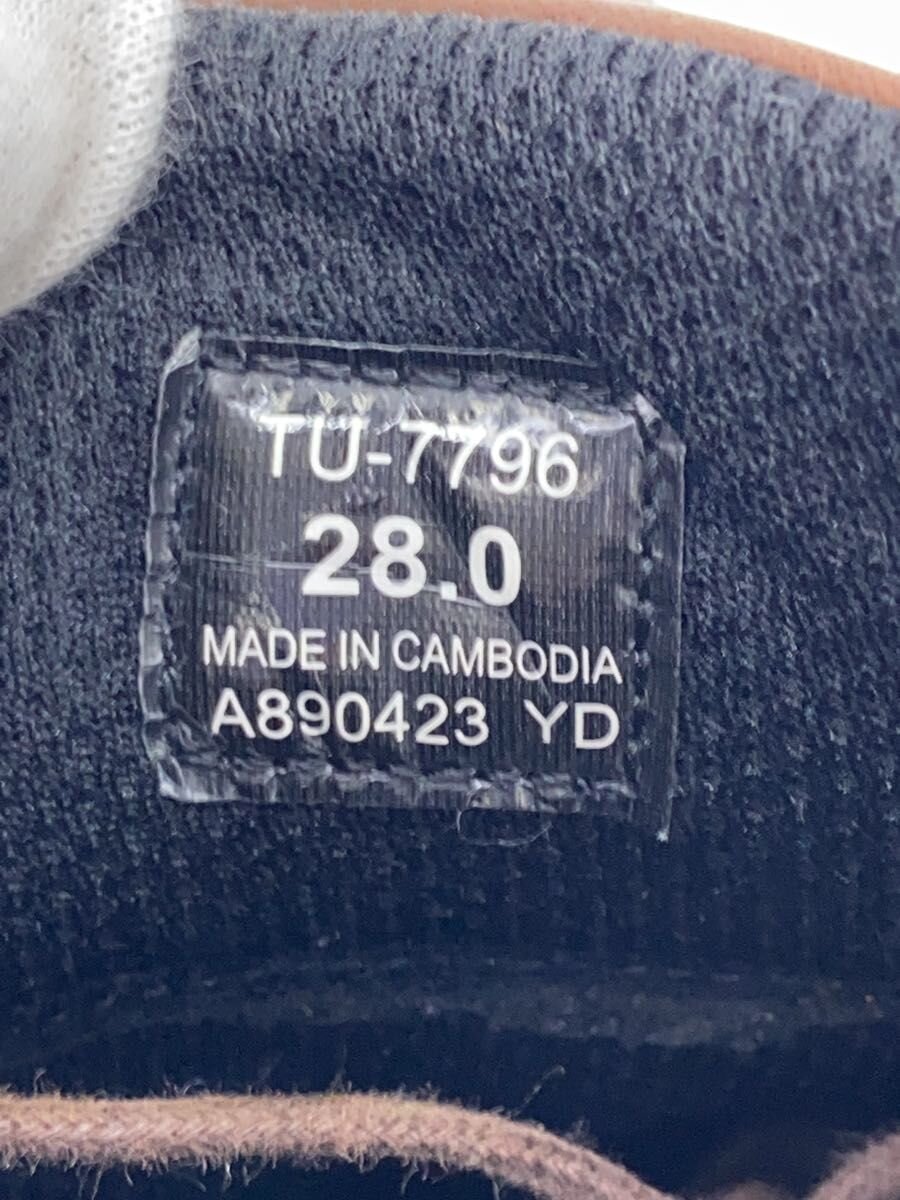 TU-7796
28.0
MADE IN CAMBODIA
A890423 YD